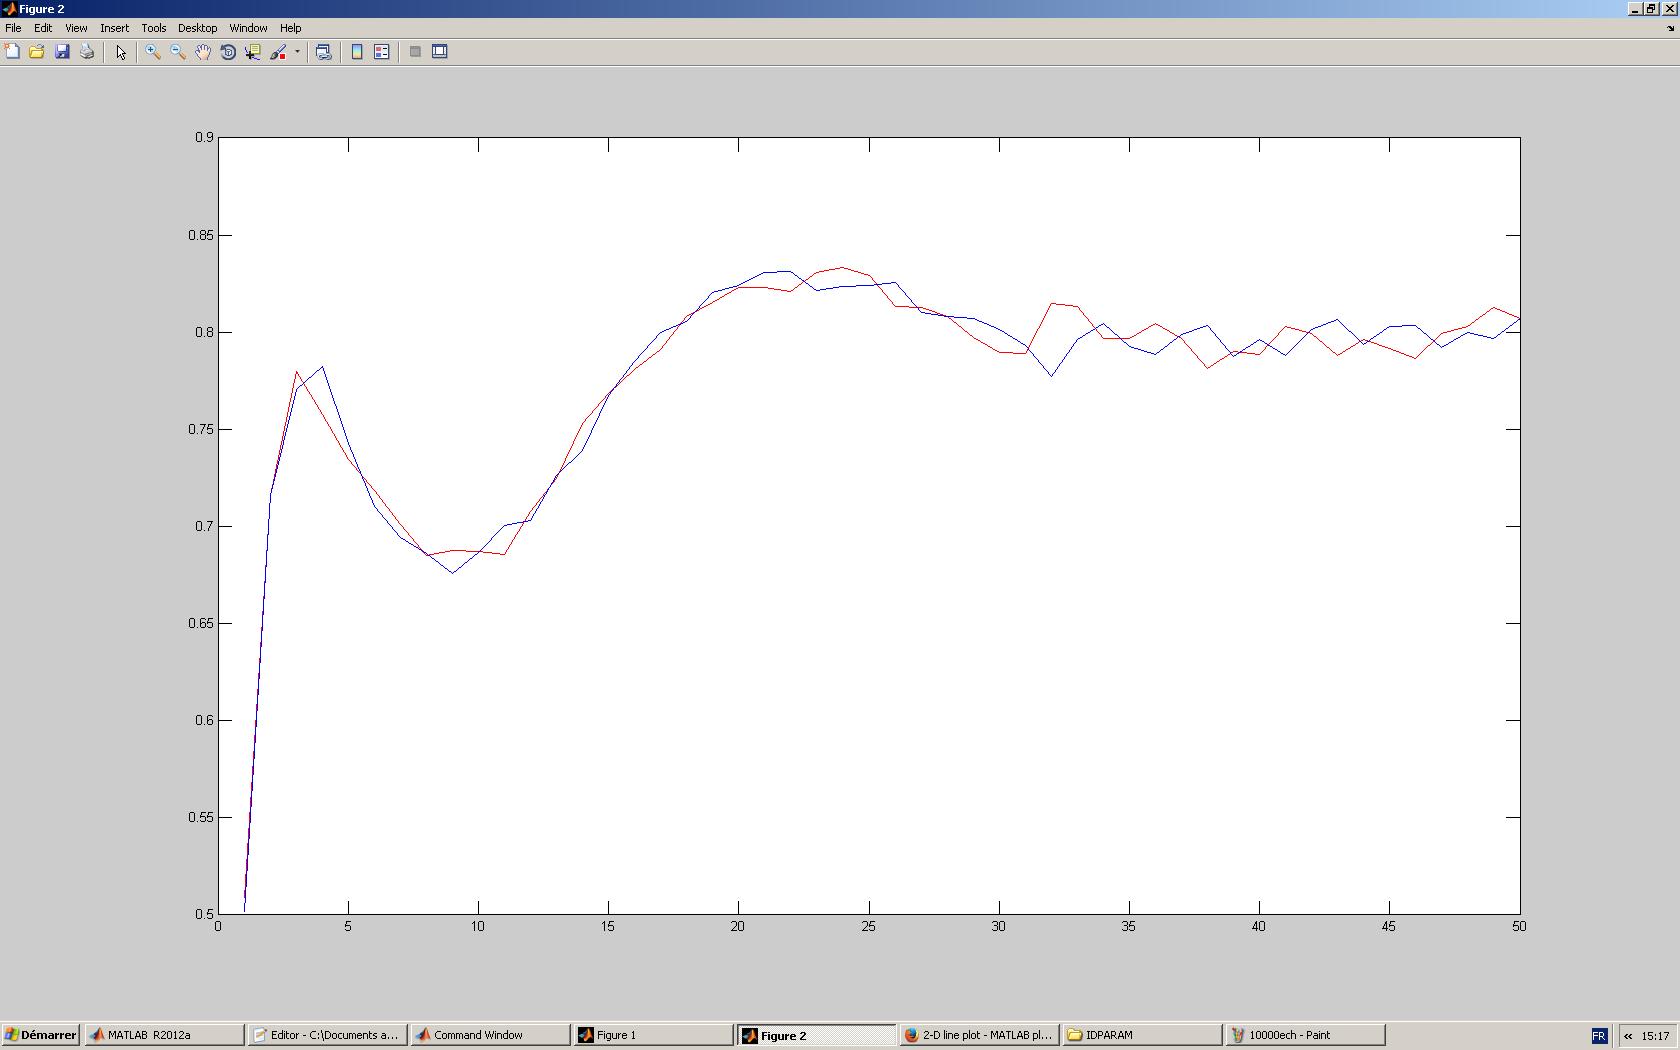 Figure 2
File Edit View Insert Tools Desktop Window Help
0.9
0.85
0.8
0.75
0.7
0.65
0.6
0.55
0.5
0 5 10 15 20 25 30 35 40 45 50
Démarrer MATLAB R2012a Editor - C:\Documents a... Command Window Figure 1 Figure 2 2-D line plot - MATLAB pl... IDPARAM 10000ech - Paint FR « 15:17